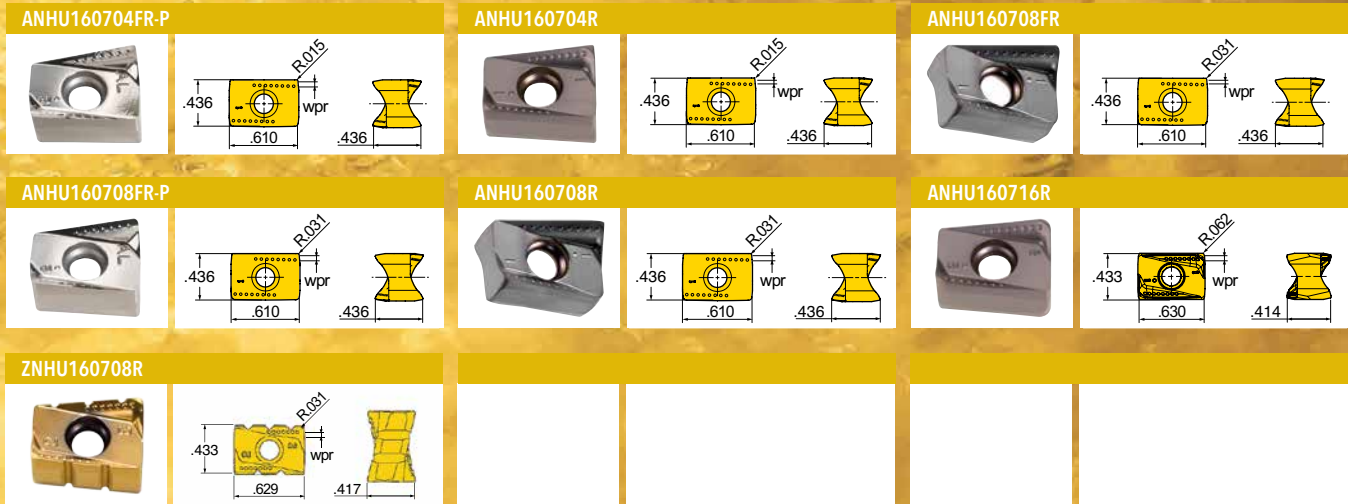 ANHU160704FR-P
R.015
.436
wpr
.610
.436
ANHU160704R
R.015
.436
wpr
.610
.436
ANHU160708FR
R.031
.436
wpr
.610
.436
ANHU160708FR-P
R.031
.436
wpr
.610
.436
ANHU160708R
R.031
.436
wpr
.610
.436
ANHU160716R
R.062
.433
wpr
.630
.414
ZNHU160708R
R.031
.433
wpr
.629
.417